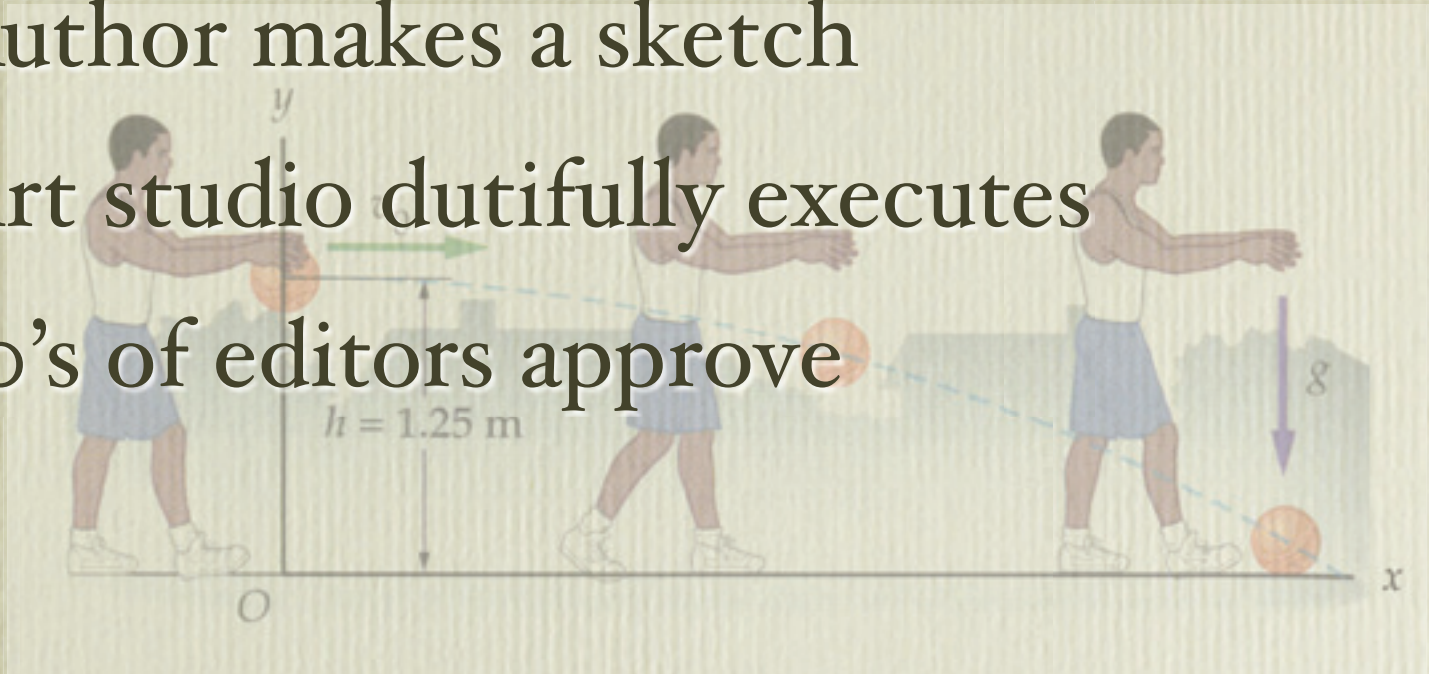 uthor makes a sketch
y
rt studio dutifully executes
o's of editors approve
g
h = 1.25 m
x
O